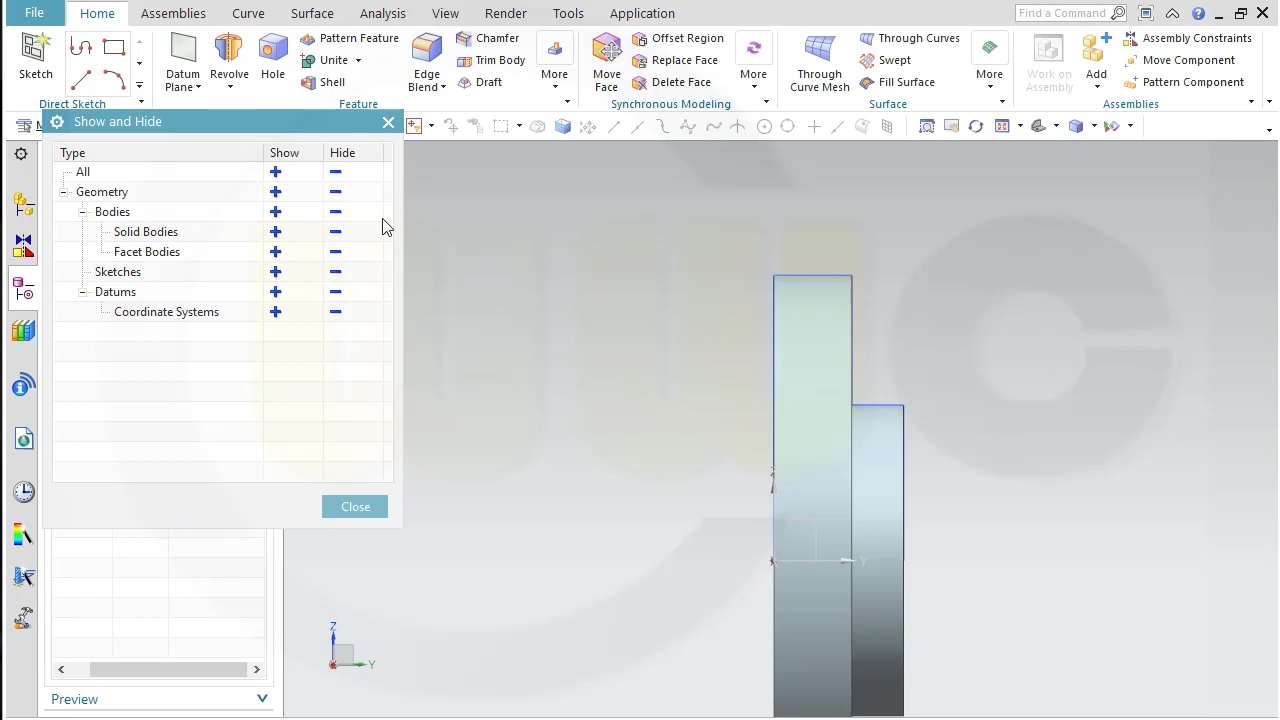 File Home Assemblies Curve Surface Analysis View Render Tools Application Find a Command
Sketch
Direct Sketch
Datum Plane
Revolve
Hole
Pattern Feature
Unite
Shell
Edge Blend
Chamfer
Trim Body
Draft
More
Feature
Move Face
Offset Region
Replace Face
Delete Face
More
Synchronous Modeling
Through Curve Mesh
Through Curves
Swept
Fill Surface
More
Surface
Work on Assembly
Add
Assembly Constraints
Move Component
Pattern Component
Assemblies
Show and Hide
Type Show Hide
All
Geometry
Bodies
Solid Bodies
Facet Bodies
Sketches
Datums
Coordinate Systems
Close
Preview
Z
Y
Y